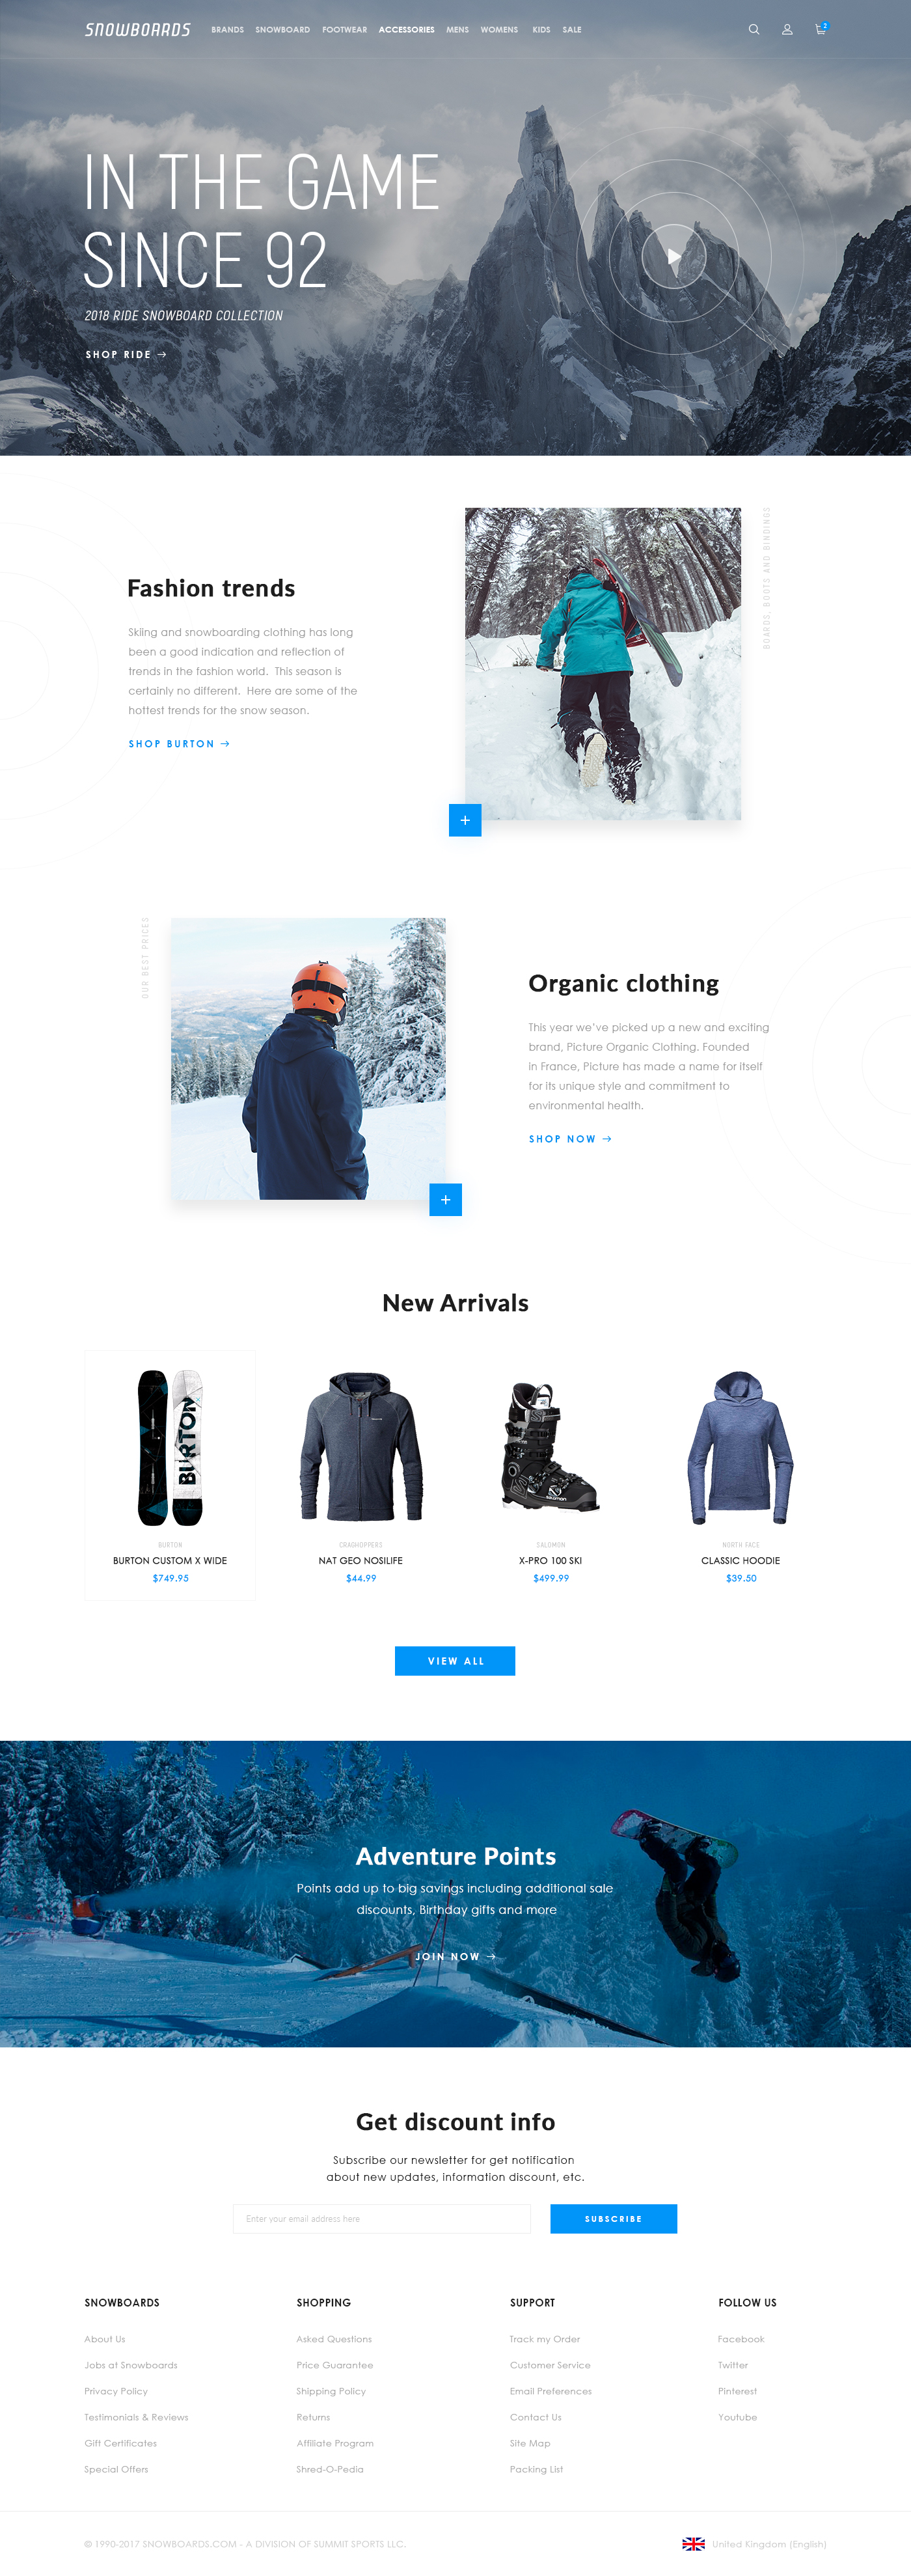 SNOWBOARDS BRANDS SNOWBOARD FOOTWEAR ACCESSORIES MENS WOMENS KIDS SALE 2
IN THE GAME
SINCE 92
2018 RIDE SNOWBOARD COLLECTION
SHOP RIDE →
BOARDS, BOOTS AND BINDINGS
Fashion trends
Skiing and snowboarding clothing has long
been a good indication and reflection of
trends in the fashion world. This season is
certainly no different. Here are some of the
hottest trends for the snow season.
SHOP BURTON →
+
OUR BEST PRICES
Organic clothing
This year we've picked up a new and exciting
brand, Picture Organic Clothing. Founded
in France, Picture has made a name for itself
for its unique style and commitment to
environmental health.
SHOP NOW →
+
New Arrivals
BURTON
salomon
BURTON
BURTON CUSTOM X WIDE
$749.95
CRAGHOPPERS
NAT GEO NOSILIFE
$44.99
SALOMON
X-PRO 100 SKI
$499.99
NORTH FACE
CLASSIC HOODIE
$39.50
VIEW ALL
Adventure Points
Points add up to big savings including additional sale
discounts, Birthday gifts and more
JOIN NOW →
Get discount info
Subscribe our newsletter for get notification
about new updates, information discount, etc.
Enter your email address here
SUBSCRIBE
SNOWBOARDS
About Us
Jobs at Snowboards
Privacy Policy
Testimonials & Reviews
Gift Certificates
Special Offers
SHOPPING
Asked Questions
Price Guarantee
Shipping Policy
Returns
Affiliate Program
Shred-O-Pedia
SUPPORT
Track my Order
Customer Service
Email Preferences
Contact Us
Site Map
Packing List
FOLLOW US
Facebook
Twitter
Pinterest
Youtube
© 1990-2017 SNOWBOARDS.COM - A DIVISION OF SUMMIT SPORTS LLC.
United Kingdom (English)